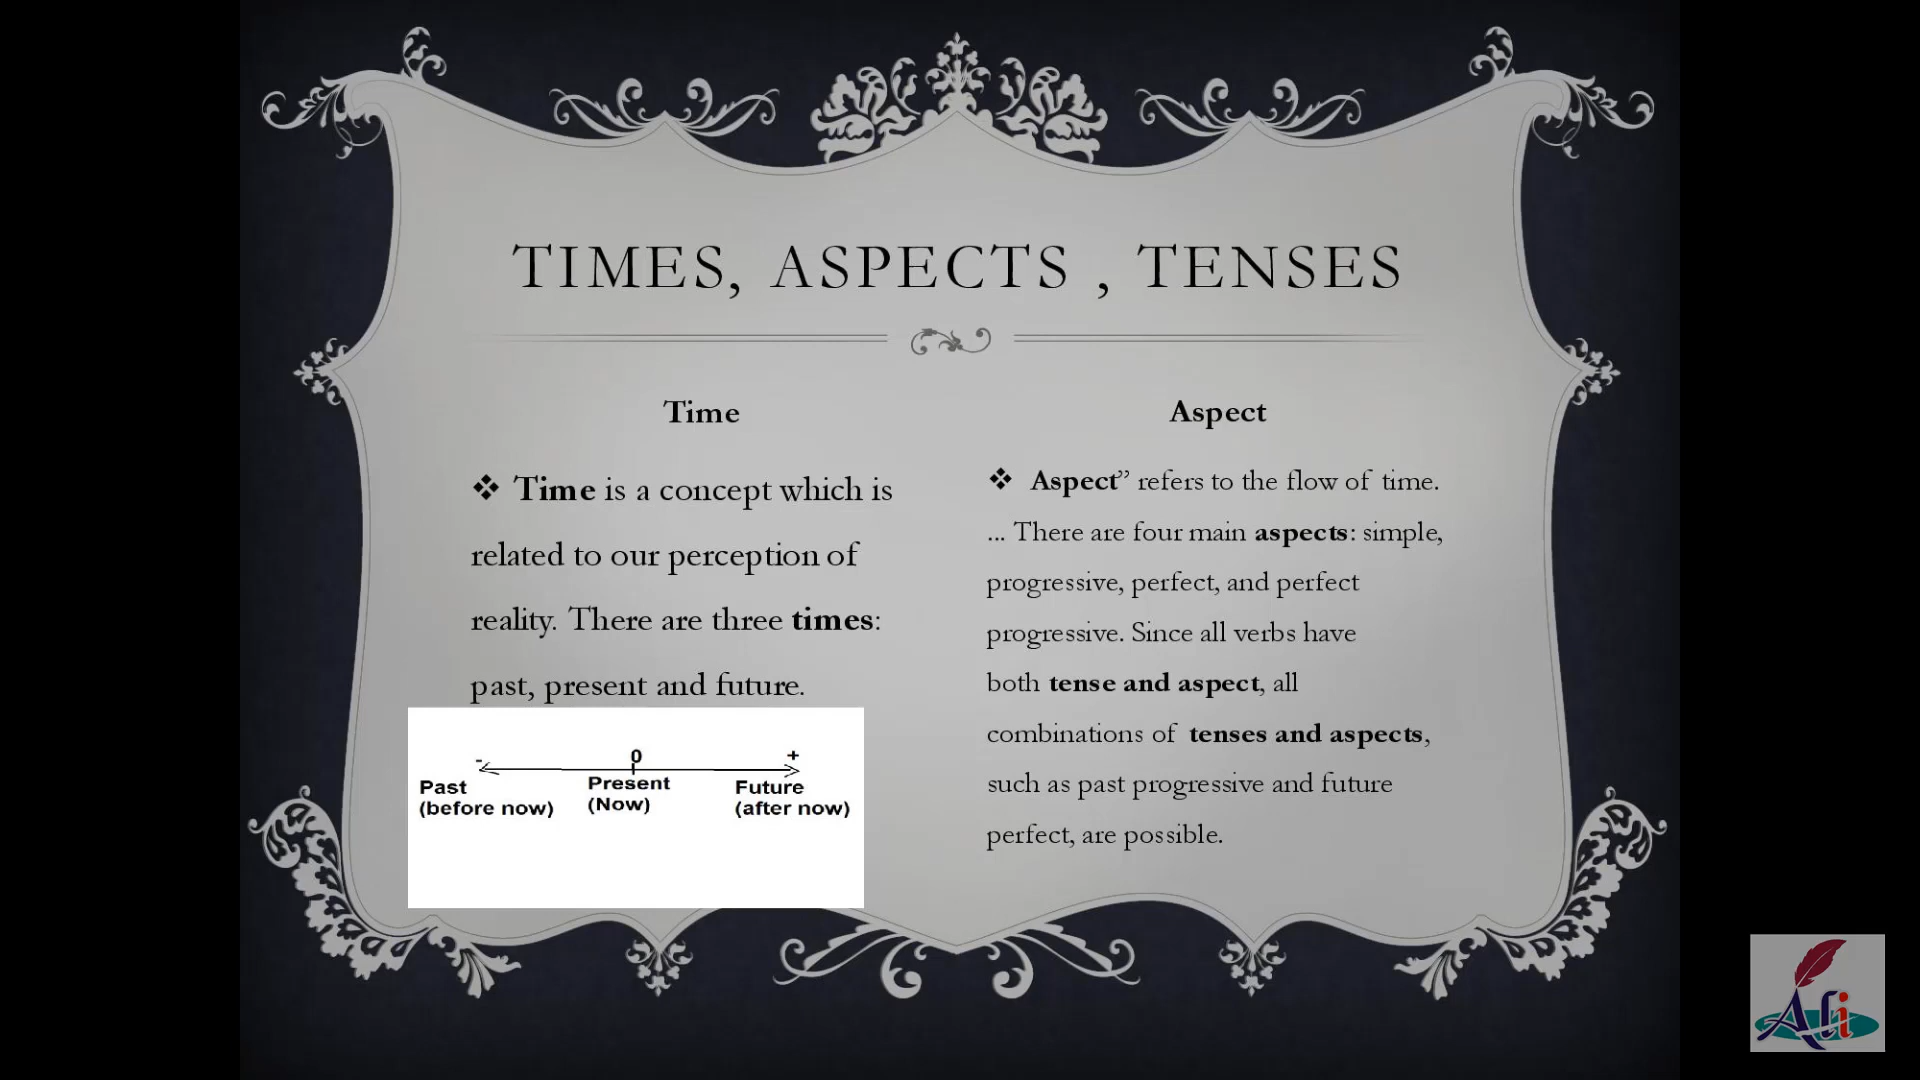 TIMES, ASPECTS , TENSES
Time
❖ Time is a concept which is
related to our perception of
reality. There are three times:
past, present and future.
- 0 +
Past Present Future
(before now) (Now) (after now)
Aspect
❖ Aspect” refers to the flow of time.
... There are four main aspects: simple,
progressive, perfect, and perfect
progressive. Since all verbs have
both tense and aspect, all
combinations of tenses and aspects,
such as past progressive and future
perfect, are possible.
Ali